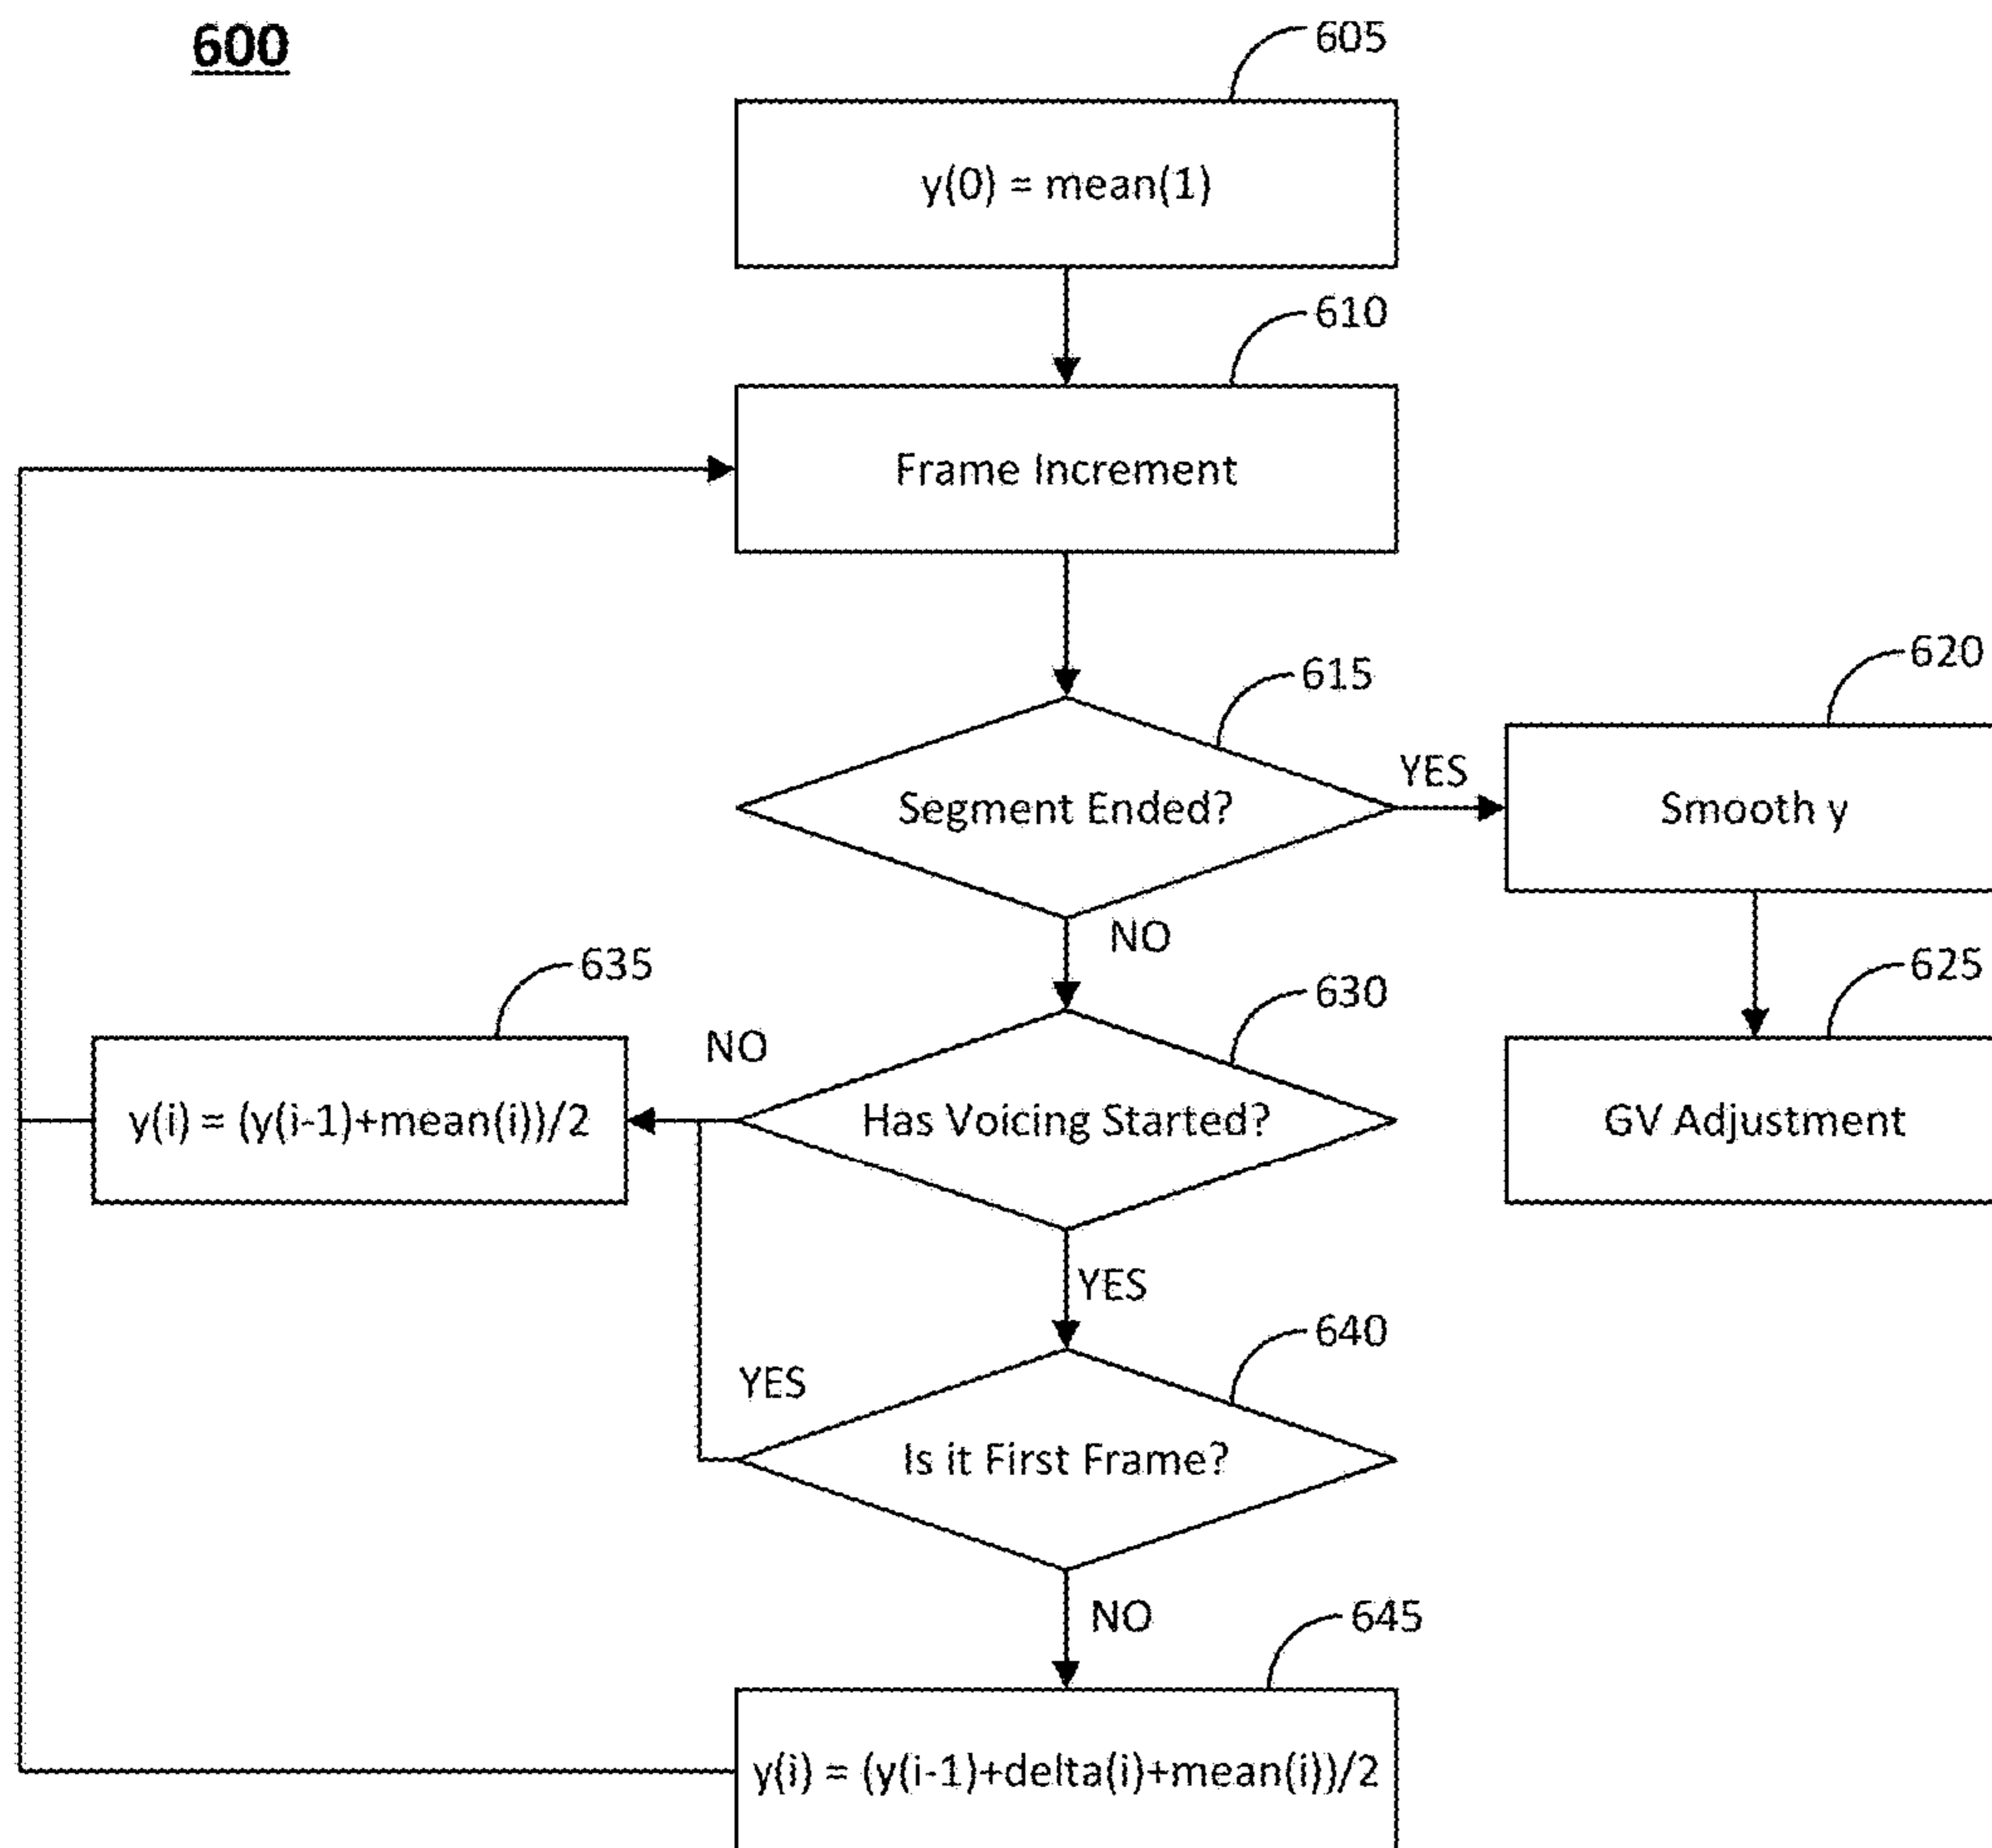 600
605
y(0) = mean(1)
610
Frame Increment
615
Segment Ended?
YES
620
Smooth y
NO
625
GV Adjustment
630
Has Voicing Started?
NO
635
y(i) = (y(i-1)+mean(i))/2
YES
640
Is it First Frame?
YES
NO
645
y(i) = (y(i-1)+delta(i)+mean(i))/2